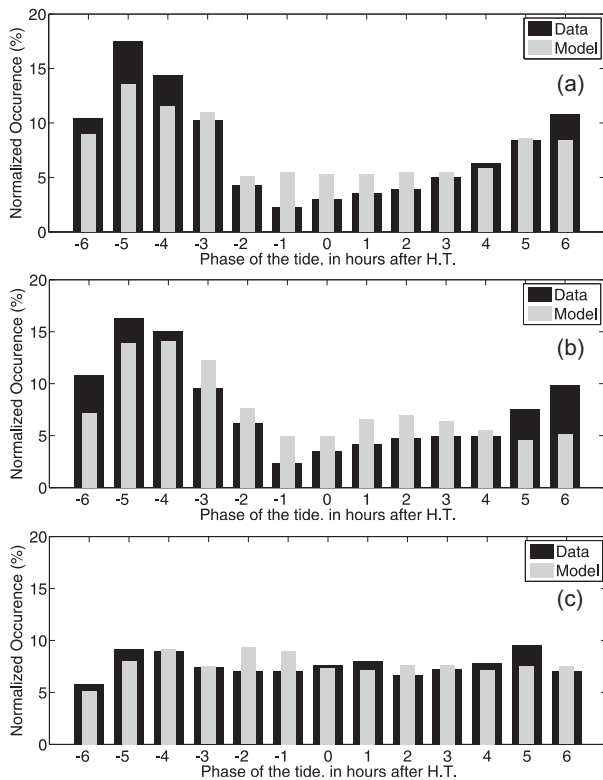 20
15
10
5
0
Normalized Occurence (%)
Data
Model
(a)
-6 -5 -4 -3 -2 -1 0 1 2 3 4 5 6
Phase of the tide, in hours after H.T.
20
15
10
5
0
Normalized Occurence (%)
Data
Model
(b)
-6 -5 -4 -3 -2 -1 0 1 2 3 4 5 6
Phase of the tide, in hours after H.T.
20
15
10
5
0
Normalized Occurence (%)
Data
Model
(c)
-6 -5 -4 -3 -2 -1 0 1 2 3 4 5 6
Phase of the tide, in hours after H.T.